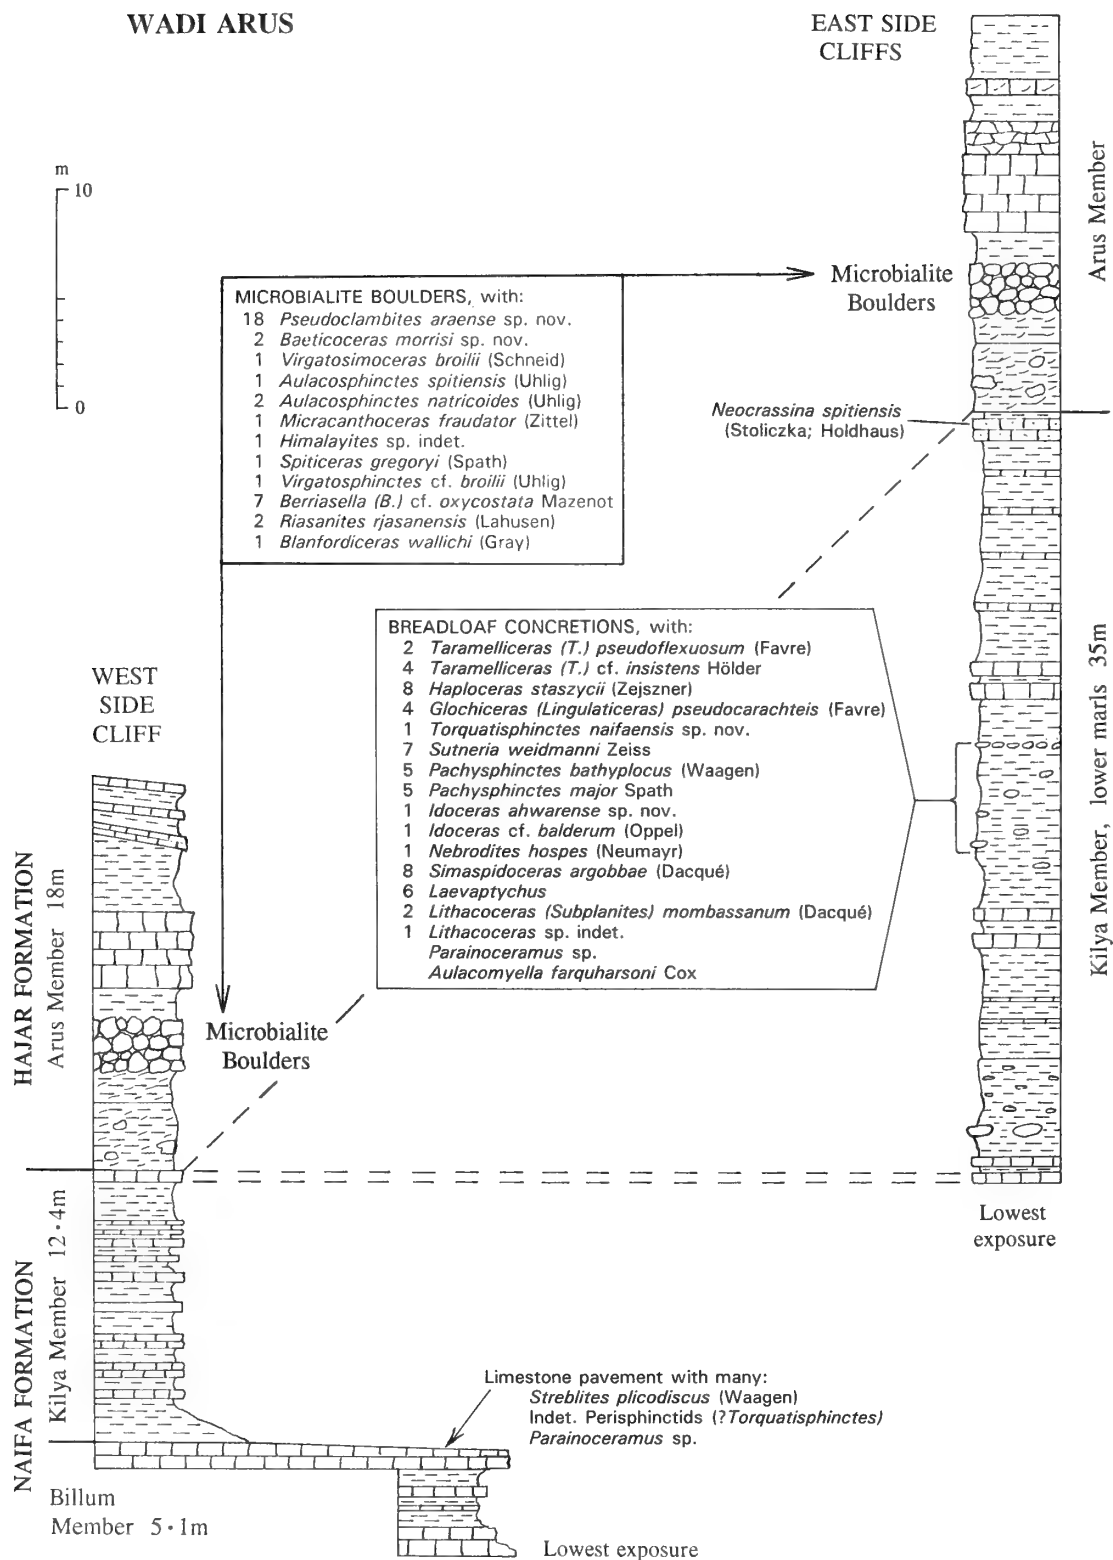 WADI ARUS
EAST SIDE
CLIFFS
m
10
0
Arus Member
Microbialite
Boulders
MICROBIALITE BOULDERS, with:
18 Pseudoclambites araense sp. nov.
2 Baeticoceras morrisi sp. nov.
1 Virgatosimoceras broilii (Schneid)
1 Aulacosphinctes spitiensis (Uhlig)
2 Aulacosphinctes natricoides (Uhlig)
1 Micracanthoceras fraudator (Zittel)
1 Himalayites sp. indet.
1 Spiticeras gregoryi (Spath)
1 Virgatosphinctes cf. broilii (Uhlig)
7 Berriasella (B.) cf. oxycostata Mazenot
2 Riasanites rjasanensis (Lahusen)
1 Blanfordiceras wallichi (Gray)
Neocrassina spitiensis
(Stoliczka; Holdhaus)
BREADLOAF CONCRETIONS, with:
2 Taramelliceras (T.) pseudoflexuosum (Favre)
4 Taramelliceras (T.) cf. insistens Hölder
8 Haploceras staszycii (Zejszner)
4 Glochiceras (Lingulaticeras) pseudocarachteis (Favre)
1 Torquatisphinctes naifaensis sp. nov.
7 Sutneria weidmanni Zeiss
5 Pachysphinctes bathyplocus (Waagen)
5 Pachysphinctes major Spath
1 Idoceras ahwarense sp. nov.
1 Idoceras cf. balderum (Oppel)
1 Nebrodites hospes (Neumayr)
8 Simaspidoceras argobbae (Dacqué)
6 Laevaptychus
2 Lithacoceras (Subplanites) mombassanum (Dacqué)
1 Lithacoceras sp. indet.
Parainoceramus sp.
Aulacomyella farquharsoni Cox
Kilya Member, lower marls 35m
WEST
SIDE
CLIFF
HAJAR FORMATION
Arus Member 18m
Microbialite
Boulders
Lowest
exposure
NAIFA FORMATION
Kilya Member 12·4m
Limestone pavement with many:
Streblites plicodiscus (Waagen)
Indet. Perisphinctids (?Torquatisphinctes)
Parainoceramus sp.
Billum
Member 5·1m
Lowest exposure